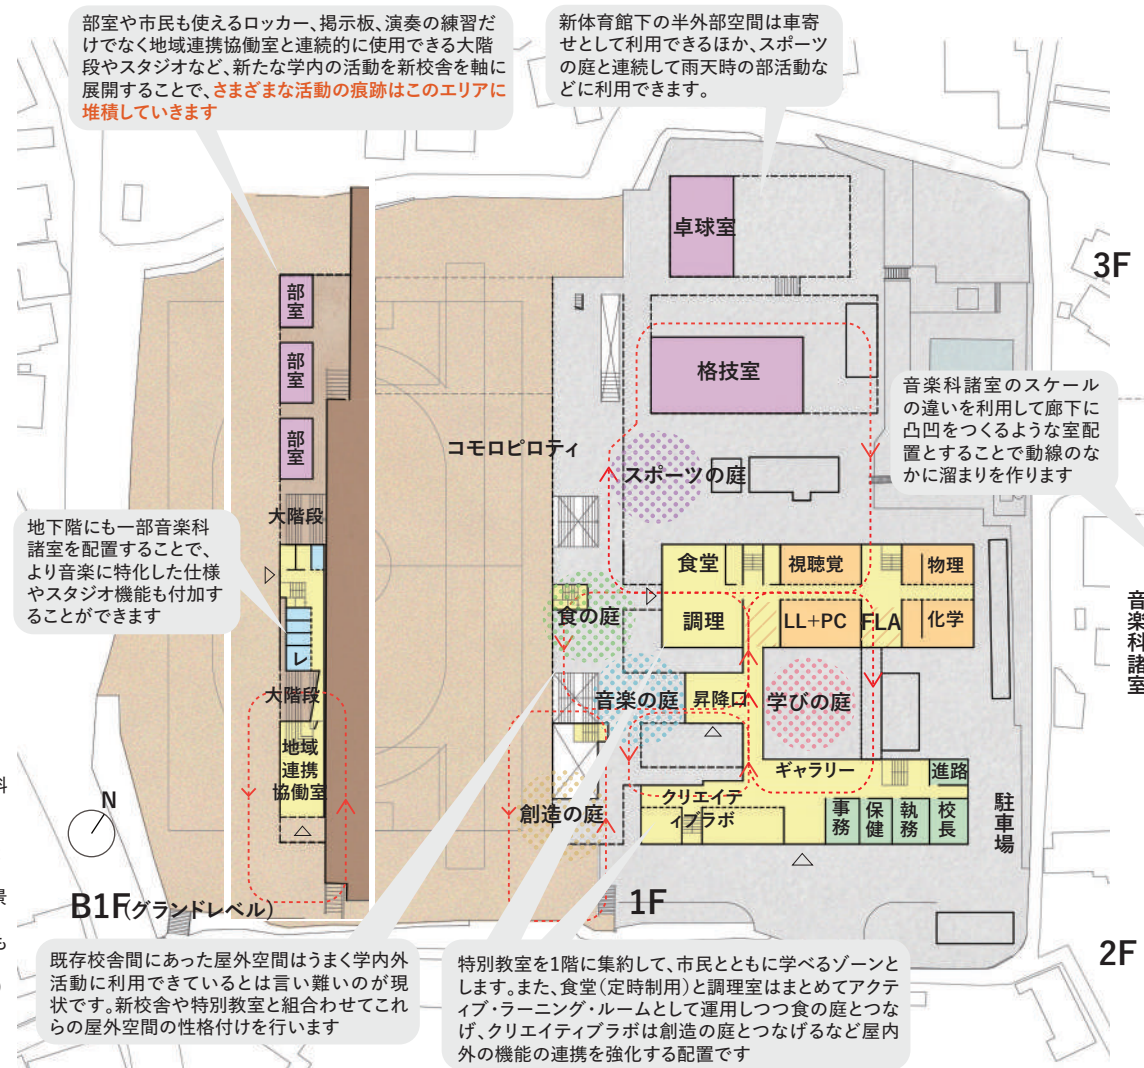 部室や市民も使えるロッカー、掲示板、演奏の練習だ
けでなく地域連携協働室と連続的に使用できる大階
段やスタジオなど、新たな学内の活動を新校舎を軸に
展開することで、さまざまな活動の痕跡はこのエリアに
堆積していきます
新体育館下の半外部空間は車寄
せとして利用できるほか、スポーツ
の庭と連続して雨天時の部活動な
どに利用できます。
卓球室
3F
部室
部室
部室
格技室
音楽科諸室のスケール
の違いを利用して廊下に
凸凹をつくるような室配
置とすることで動線のな
かに溜まりを作ります
コモロピロティ
スポーツの庭
地下階にも一部音楽科
諸室を配置することで、
より音楽に特化した仕様
やスタジオ機能も付加す
ることができます
大階段
食堂
視聴覚
物理
食の庭
調理
LL+PC
FLA
化学
音楽科諸室
レ
大階段
音楽の庭
昇降口
学びの庭
地域
連携
協働室
ギャラリー
進路
科
N
クリエイテ
ィブラボ
創造の庭
事務
保健
執務
校長
駐車場
景
B1F(グランドレベル)
1F
も
2F
既存校舎間にあった屋外空間はうまく学内外
活動に利用できているとは言い難いのが現
状です。新校舎や特別教室と組合わせてこれ
らの屋外空間の性格付けを行います
特別教室を1階に集約して、市民とともに学べるゾーンと
します。また、食堂(定時制用)と調理室はまとめてアクテ
ィブ・ラーニング・ルームとして運用しつつ食の庭とつな
げ、クリエイティブラボは創造の庭とつなげるなど屋内
外の機能の連携を強化する配置です